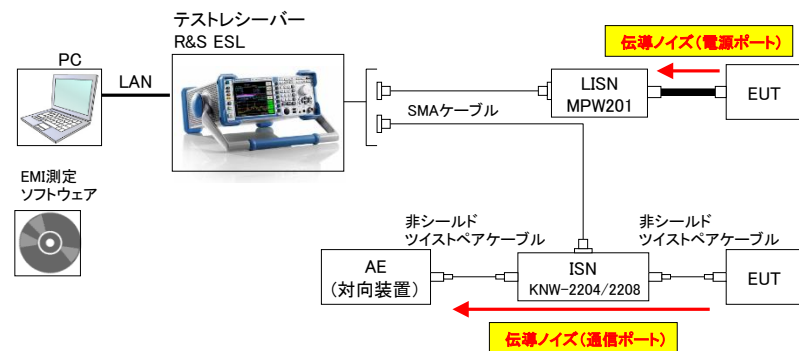 テストレシーバー
R&S ESL
伝導ノイズ(電源ポート)
PC
LAN
LISN
MPW201
EUT
SMAケーブル
EMI測定
ソフトウェア
非シールド
ツイストペアケーブル
非シールド
ツイストペアケーブル
AE
(対向装置)
ISN
KNW-2204/2208
EUT
伝導ノイズ(通信ポート)